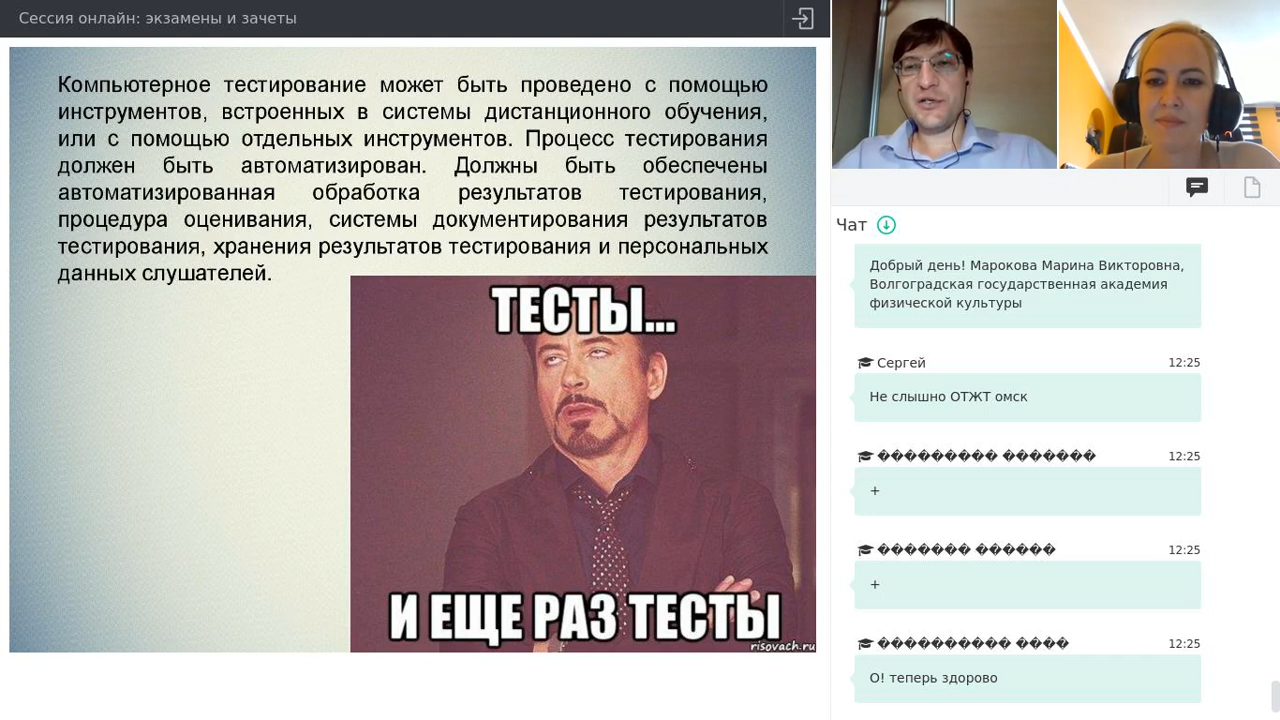 Сессия онлайн: экзамены и зачеты
Компьютерное тестирование может быть проведено с помощью
инструментов, встроенных в системы дистанционного обучения,
или с помощью отдельных инструментов. Процесс тестирования
должен быть автоматизирован. Должны быть обеспечены
автоматизированная обработка результатов тестирования,
процедура оценивания, системы документирования результатов
тестирования, хранения результатов тестирования и персональных
данных слушателей.
ТЕСТЫ...
И ЕЩЕ РАЗ ТЕСТЫ
risovach.ru
Чат
Добрый день! Марокова Марина Викторовна,
Волгоградская государственная академия
физической культуры
Сергей 12:25
Не слышно ОТЖТ омск
��������� ������� 12:25
+
������� ������ 12:25
+
���������� ���� 12:25
О! теперь здорово